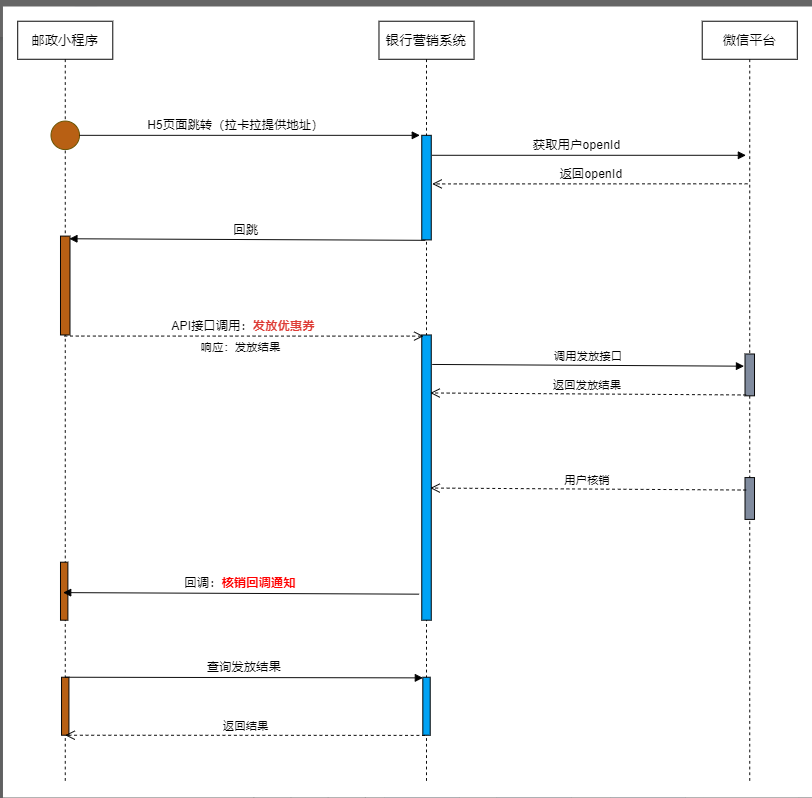 邮政小程序
银行营销系统
微信平台
H5页面跳转（拉卡拉提供地址）
获取用户openId
返回openId
回跳
API接口调用：发放优惠券
响应：发放结果
调用发放接口
返回发放结果
用户核销
回调：核销回调通知
查询发放结果
返回结果